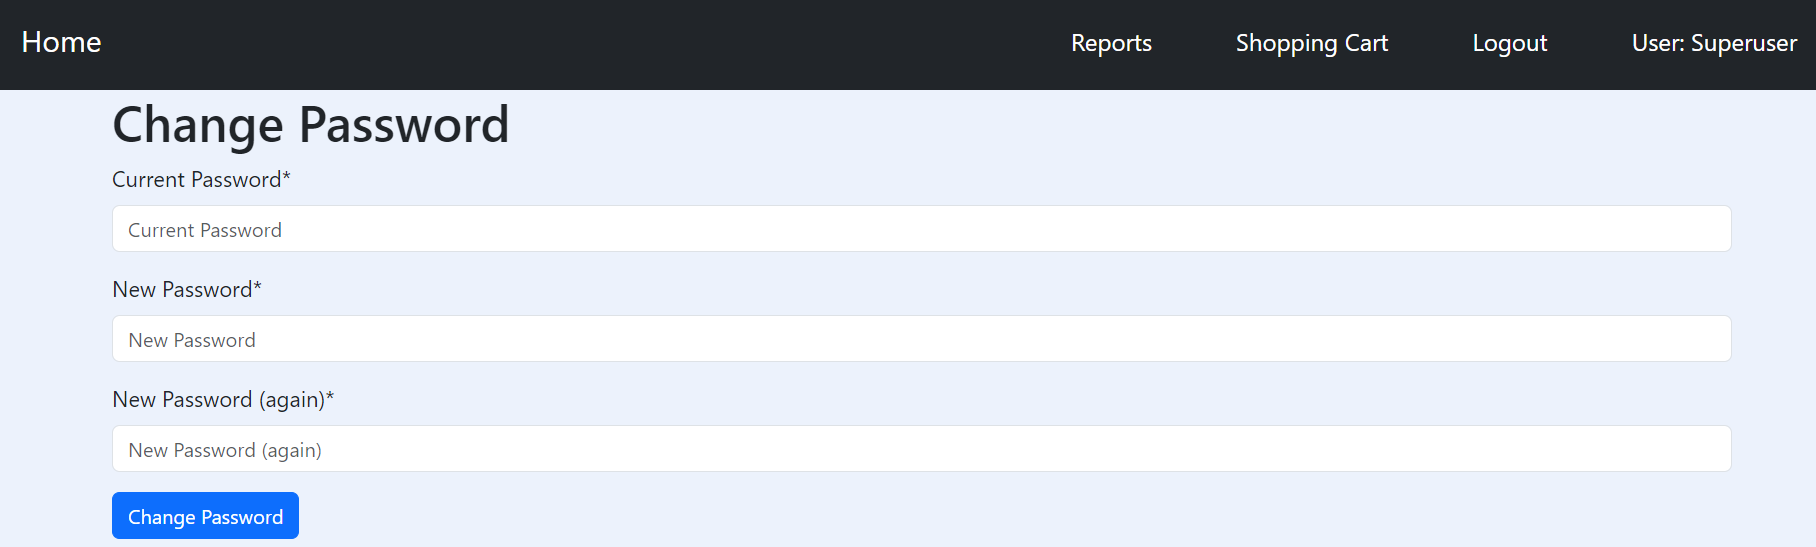 Home Reports Shopping Cart Logout User: Superuser
Change Password
Current Password*
Current Password
New Password*
New Password
New Password (again)*
New Password (again)
Change Password